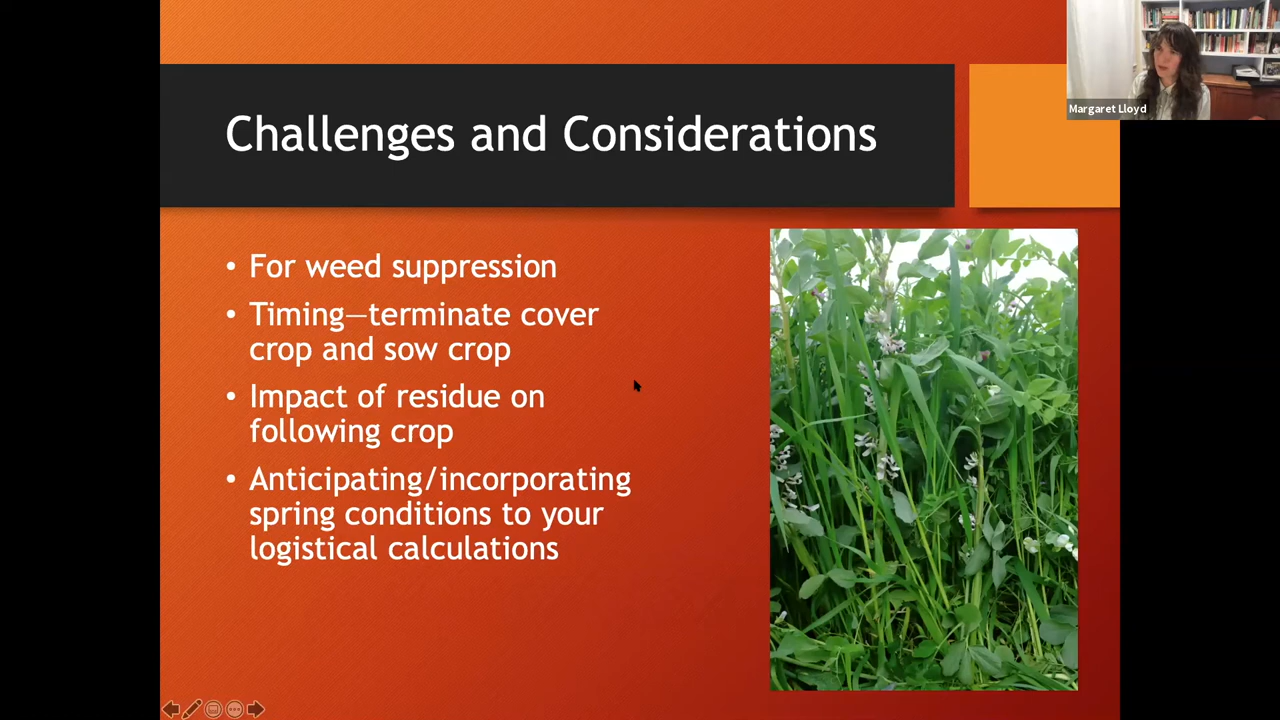 Margaret Lloyd
Challenges and Considerations
• For weed suppression
• Timing—terminate cover
crop and sow crop
• Impact of residue on
following crop
• Anticipating/incorporating
spring conditions to your
logistical calculations